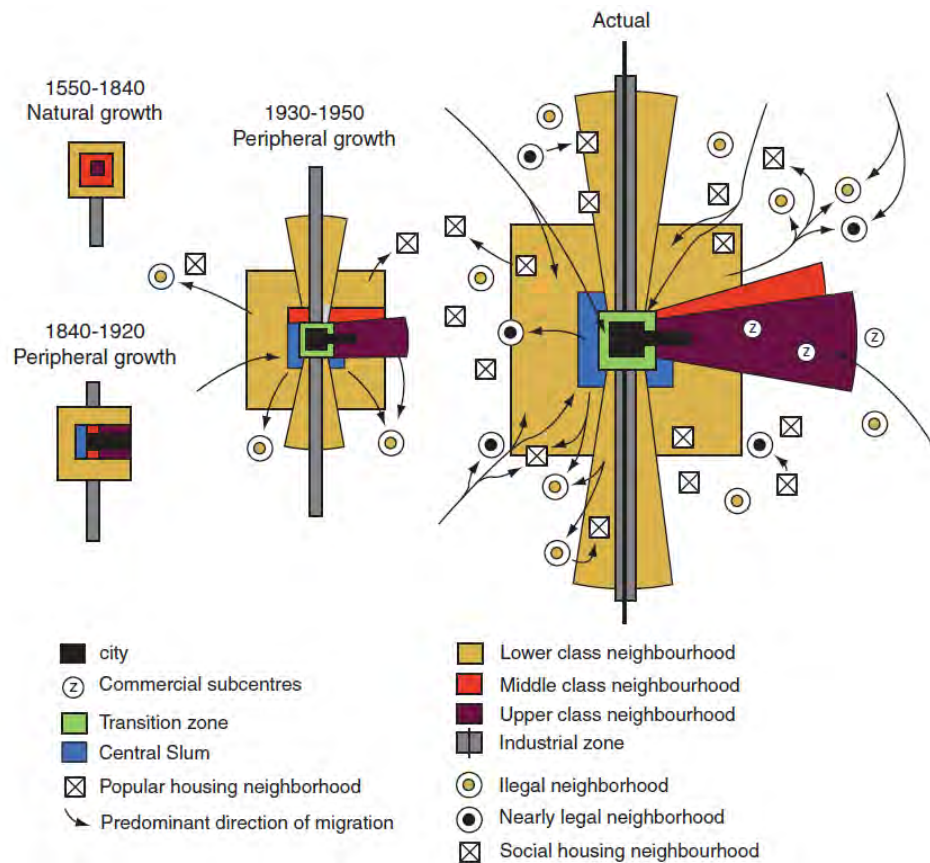 Actual
1550-1840
Natural growth
1930-1950
Peripheral growth
1840-1920
Peripheral growth
z
z
z
city
z
Commercial subcentres
Transition zone
Central Slum
Popular housing neighborhood
Predominant direction of migration
Lower class neighbourhood
Middle class neighbourhood
Upper class neighbourhood
Industrial zone
Ilegal neighborhood
Nearly legal neighborhood
Social housing neighbourhood